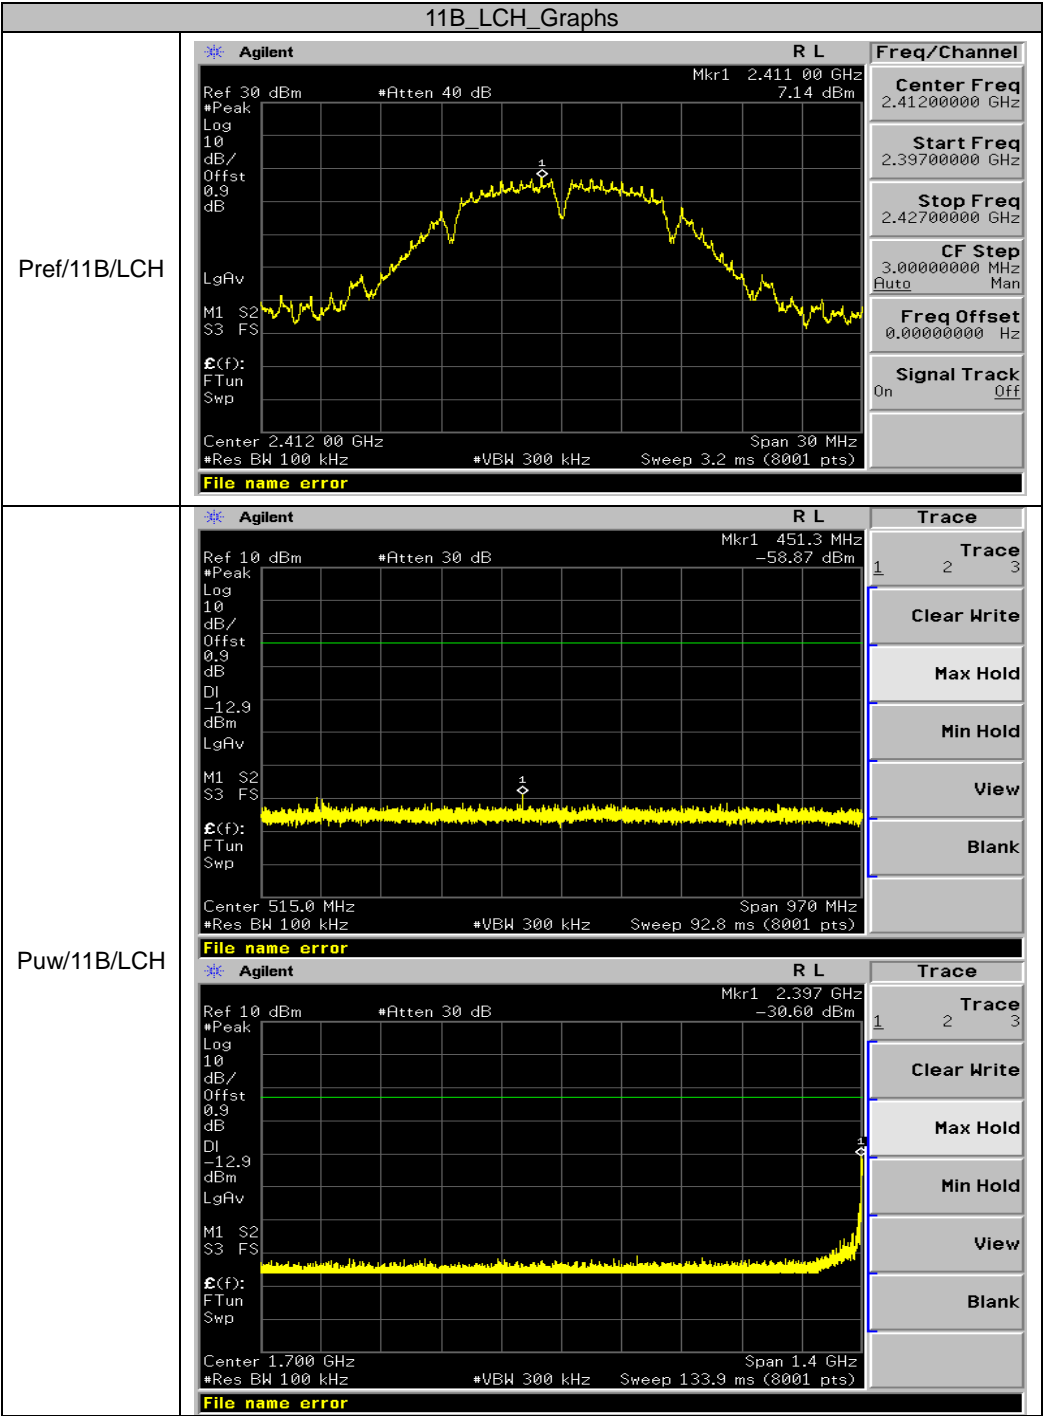 11B_LCH_Graphs
Pref/11B/LCH
Agilent R L Freq/Channel
Mkr1 2.411 00 GHz
Ref 30 dBm #Atten 40 dB 7.14 dBm
#Peak
Log
10
dB/
Offst
0.9
dB
LgAv
M1 S2
S3 FS
£(f):
FTun
Swp
1
Center 2.412 00 GHz Span 30 MHz
#Res BW 100 kHz #VBW 300 kHz Sweep 3.2 ms (8001 pts)
File name error
Center Freq
2.41200000 GHz
Start Freq
2.39700000 GHz
Stop Freq
2.42700000 GHz
CF Step
3.00000000 MHz
Auto Man
Freq Offset
0.00000000 Hz
Signal Track
On Off
Puw/11B/LCH
Agilent R L Trace
Mkr1 451.3 MHz
Ref 10 dBm #Atten 30 dB -58.87 dBm
#Peak
Log
10
dB/
Offst
0.9
dB
DI
-12.9
dBm
LgAv
M1 S2
S3 FS
£(f):
FTun
Swp
1
Center 515.0 MHz Span 970 MHz
#Res BW 100 kHz #VBW 300 kHz Sweep 92.8 ms (8001 pts)
File name error
Trace
1 2 3
Clear Write
Max Hold
Min Hold
View
Blank
Agilent R L Trace
Mkr1 2.397 GHz
Ref 10 dBm #Atten 30 dB -30.60 dBm
#Peak
Log
10
dB/
Offst
0.9
dB
DI
-12.9
dBm
LgAv
M1 S2
S3 FS
£(f):
FTun
Swp
1
Center 1.700 GHz Span 1.4 GHz
#Res BW 100 kHz #VBW 300 kHz Sweep 133.9 ms (8001 pts)
File name error
Trace
1 2 3
Clear Write
Max Hold
Min Hold
View
Blank